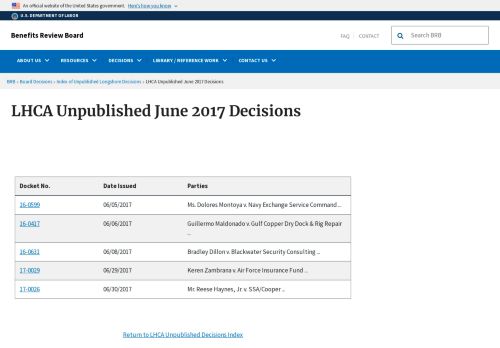 An official website of the United States government. Here's how you know
U.S. DEPARTMENT OF LABOR
Benefits Review Board
FAQ CONTACT
Search BRB
ABOUT US RESOURCES DECISIONS LIBRARY / REFERENCE WORK CONTACT US
BRB › Board Decisions › Index of Unpublished Longshore Decisions › LHCA Unpublished June 2017 Decisions
LHCA Unpublished June 2017 Decisions
Docket No. Date Issued Parties
16-0599 06/05/2017 Ms. Dolores Montoya v. Navy Exchange Service Command ...
16-0417 06/06/2017 Guillermo Maldonado v. Gulf Copper Dry Dock & Rig Repair
...
16-0631 06/08/2017 Bradley Dillon v. Blackwater Security Consulting ...
17-0029 06/29/2017 Keren Zambrana v. Air Force Insurance Fund ...
17-0026 06/30/2017 Mr. Reese Haynes, Jr. v. SSA/Cooper ...
Return to LHCA Unpublished Decisions Index